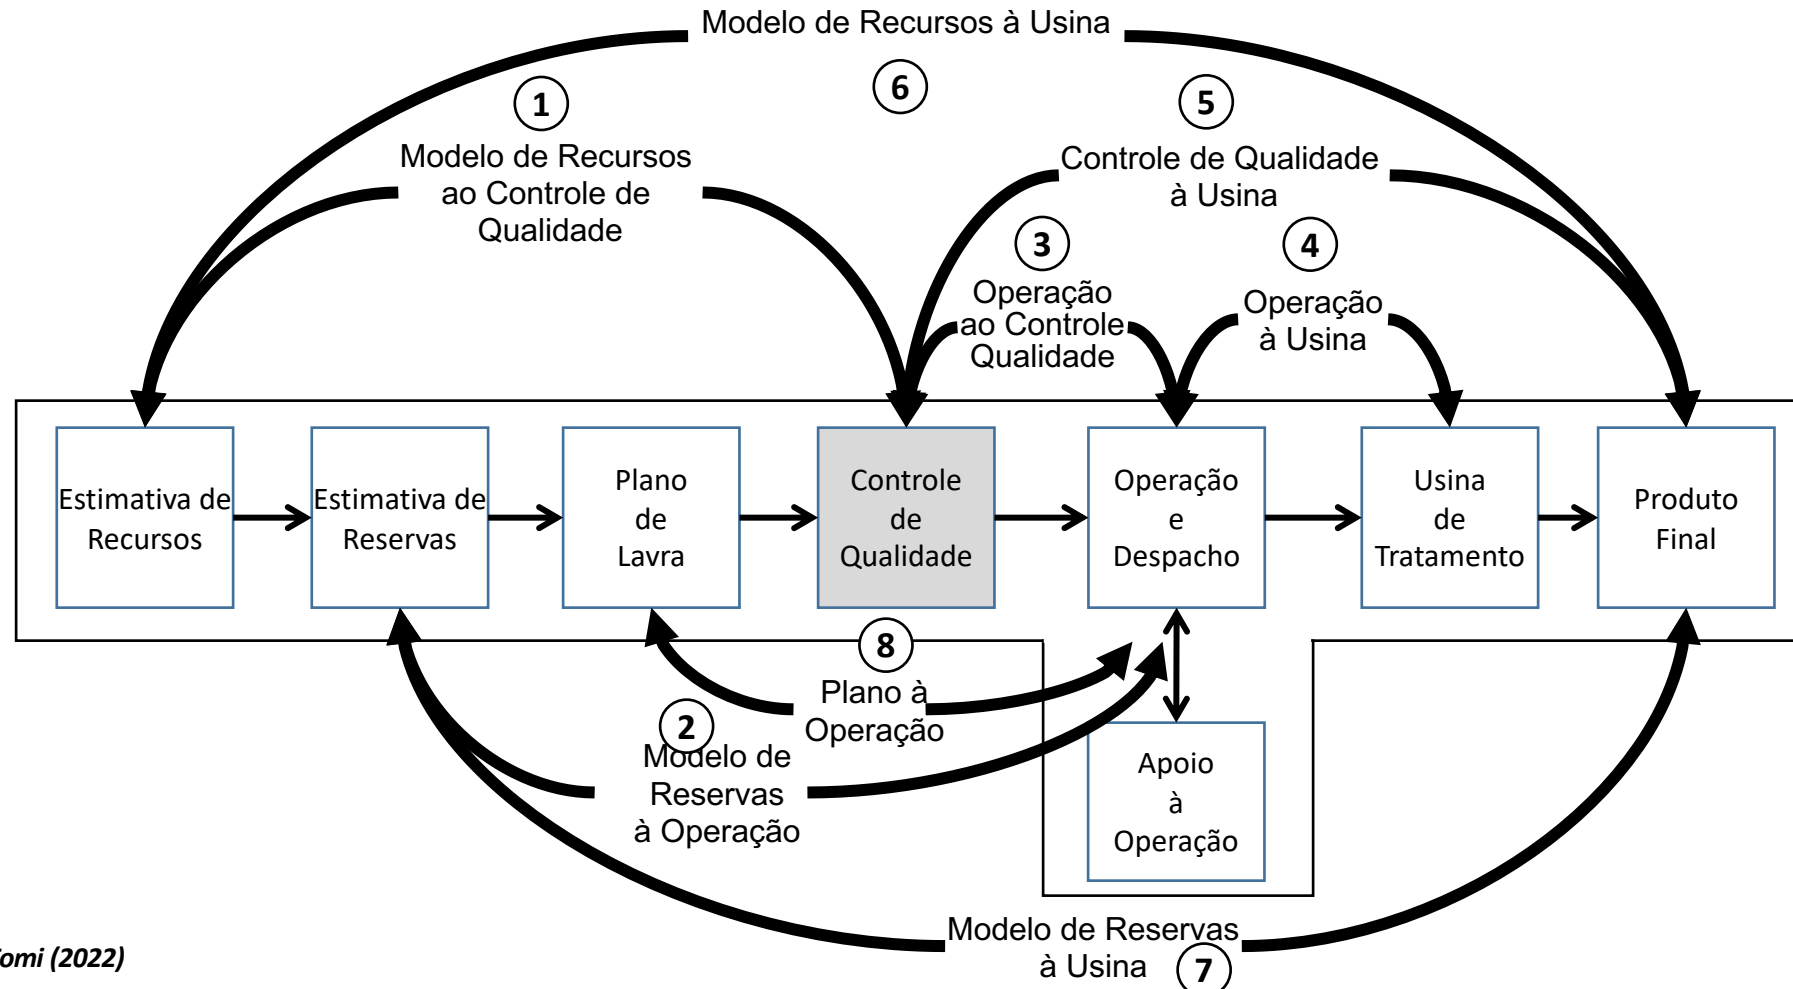 Modelo de Recursos à Usina
6
1
Modelo de Recursos
ao Controle de
Qualidade
5
Controle de Qualidade
à Usina
3
Operação
ao Controle
Qualidade
4
Operação
à Usina
Estimativa de
Recursos
Estimativa de
Reservas
Plano
de
Lavra
Controle
de
Qualidade
Operação
e
Despacho
Usina
de
Tratamento
Produto
Final
8
Plano à
Operação
2
Modelo de
Reservas
à Operação
Apoio
à
Operação
Modelo de Reservas
à Usina
7
(2022)